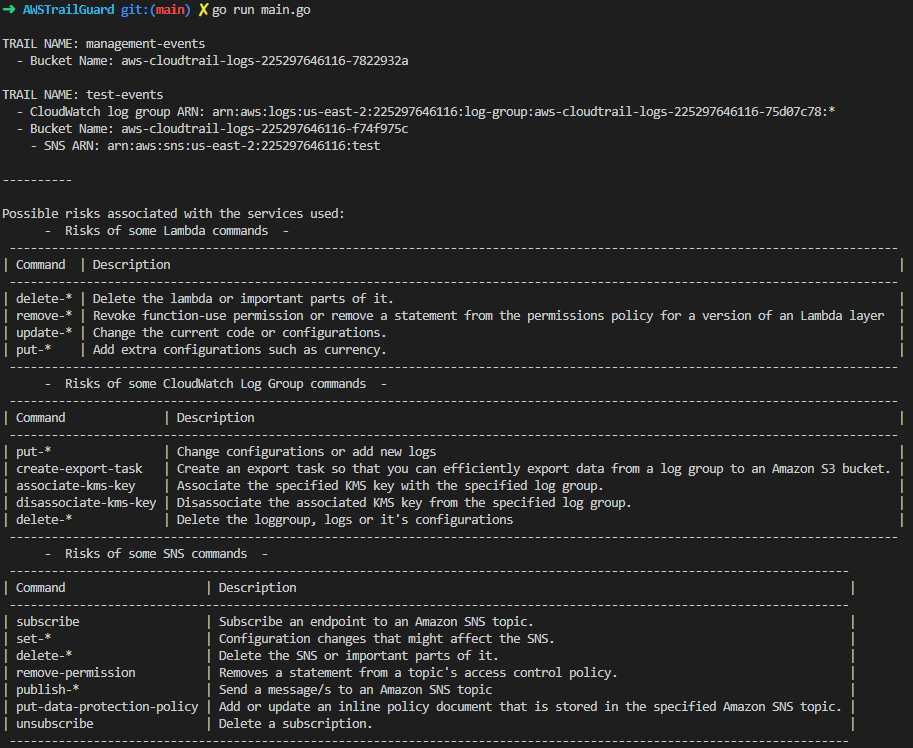 ➜ AWSTrailGuard git:(main) ✗ go run main.go
TRAIL NAME: management-events
- Bucket Name: aws-cloudtrail-logs-225297646116-7822932a
TRAIL NAME: test-events
- CloudWatch log group ARN: arn:aws:logs:us-east-2:225297646116:log-group:aws-cloudtrail-logs-225297646116-75d07c78:*
- Bucket Name: aws-cloudtrail-logs-225297646116-f74f975c
- SNS ARN: arn:aws:sns:us-east-2:225297646116:test
----------
Possible risks associated with the services used:
- Risks of some Lambda commands -
| Command | Description |
| delete-* | Delete the lambda or important parts of it. |
| remove-* | Revoke function-use permission or remove a statement from the permissions policy for a version of an Lambda layer |
| update-* | Change the current code or configurations. |
| put-* | Add extra configurations such as currency. |
- Risks of some CloudWatch Log Group commands -
| Command | Description |
| put-* | Change configurations or add new logs |
| create-export-task | Create an export task so that you can efficiently export data from a log group to an Amazon S3 bucket. |
| associate-kms-key | Associate the specified KMS key with the specified log group. |
| disassociate-kms-key | Disassociate the associated KMS key from the specified log group. |
| delete-* | Delete the loggroup, logs or it's configurations |
- Risks of some SNS commands -
| Command | Description |
| subscribe | Subscribe an endpoint to an Amazon SNS topic. |
| set-* | Configuration changes that might affect the SNS. |
| delete-* | Delete the SNS or important parts of it. |
| remove-permission | Removes a statement from a topic's access control policy. |
| publish-* | Send a message/s to an Amazon SNS topic |
| put-data-protection-policy | Add or update an inline policy document that is stored in the specified Amazon SNS topic. |
| unsubscribe | Delete a subscription. |